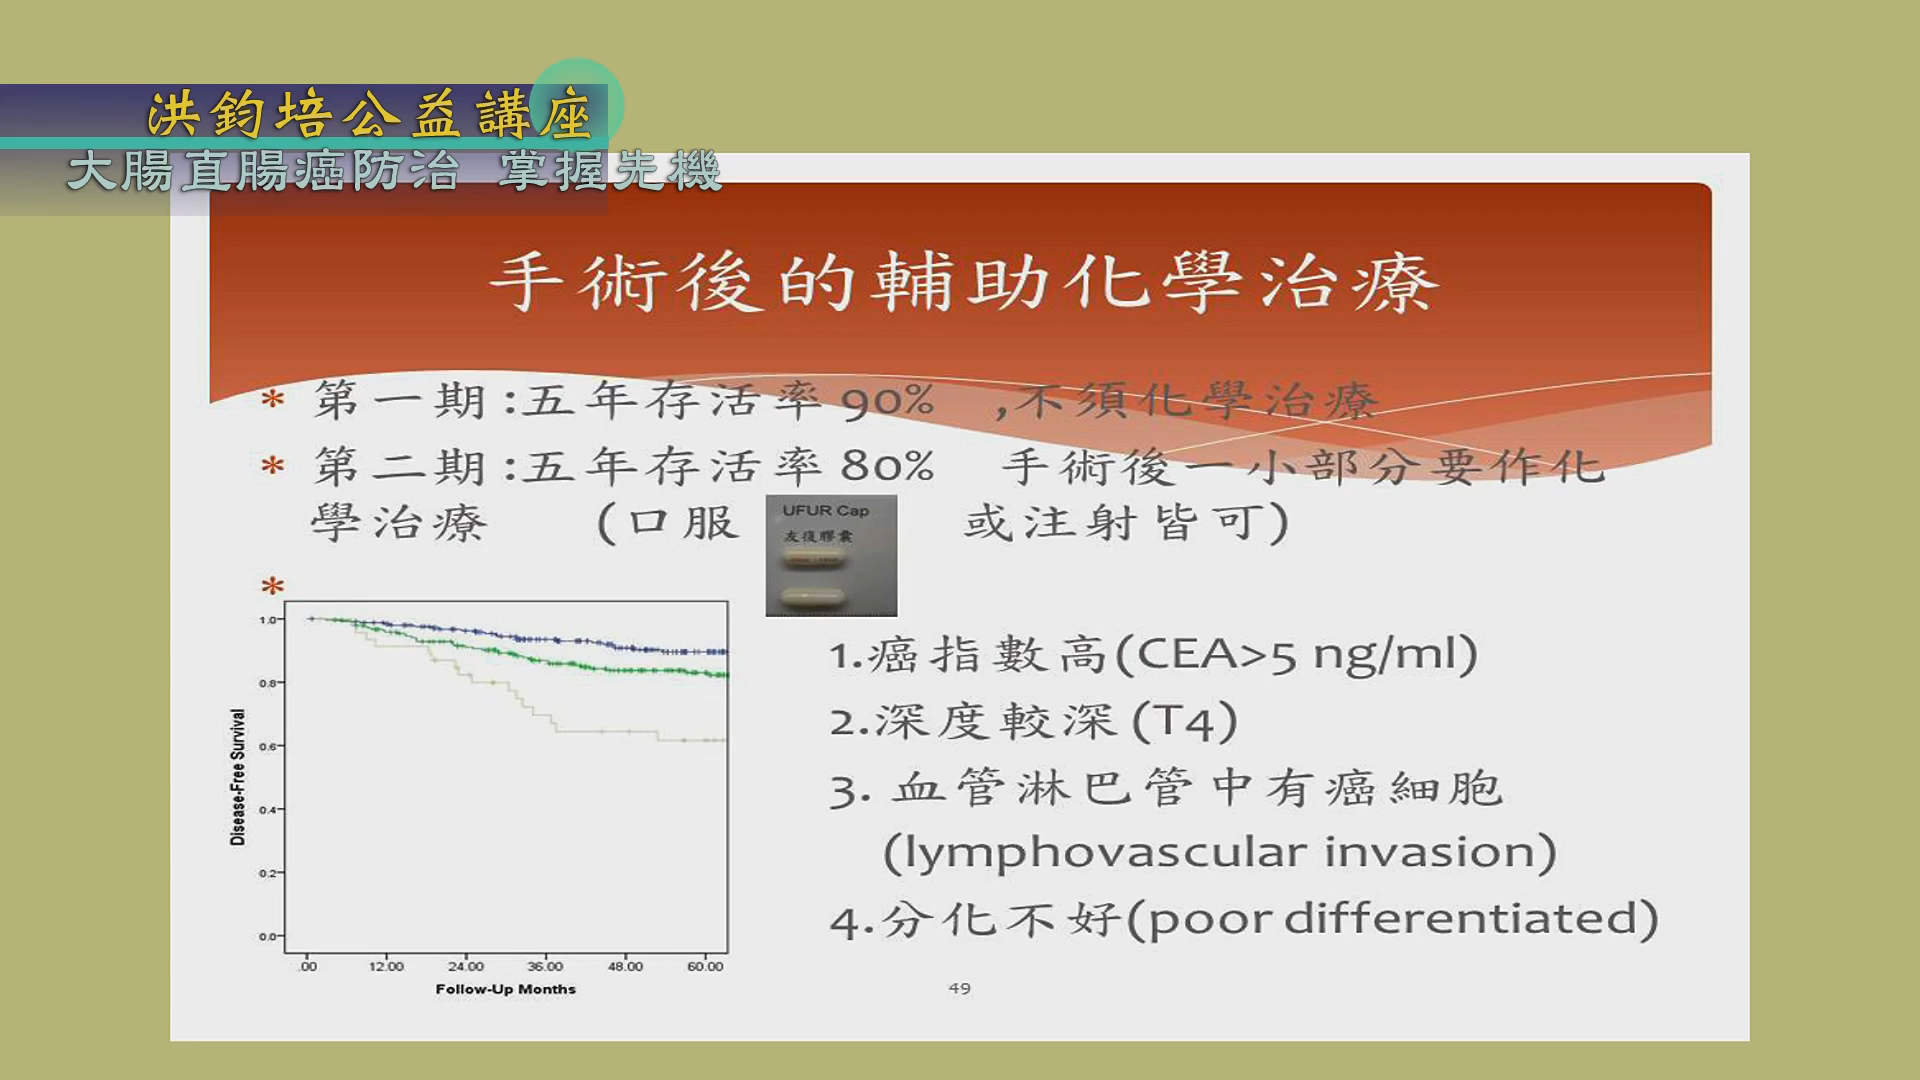 洪鈞培公益講座
大腸直腸癌防治 掌握先機
手術後的輔助化學治療
* 第一期:五年存活率90% ,不須化學治療
* 第二期:五年存活率80% 手術後一小部分要作化
學治療 (口服 或注射皆可)
UFUR Cap
友復膠囊
*
1.0
0.8
0.6
0.4
0.2
0.0
Disease-Free Survival
.00 12.00 24.00 36.00 48.00 60.00
Follow-Up Months
1.癌指數高(CEA>5 ng/ml)
2.深度較深(T4)
3. 血管淋巴管中有癌細胞
(lymphovascular invasion)
4.分化不好(poor differentiated)
49